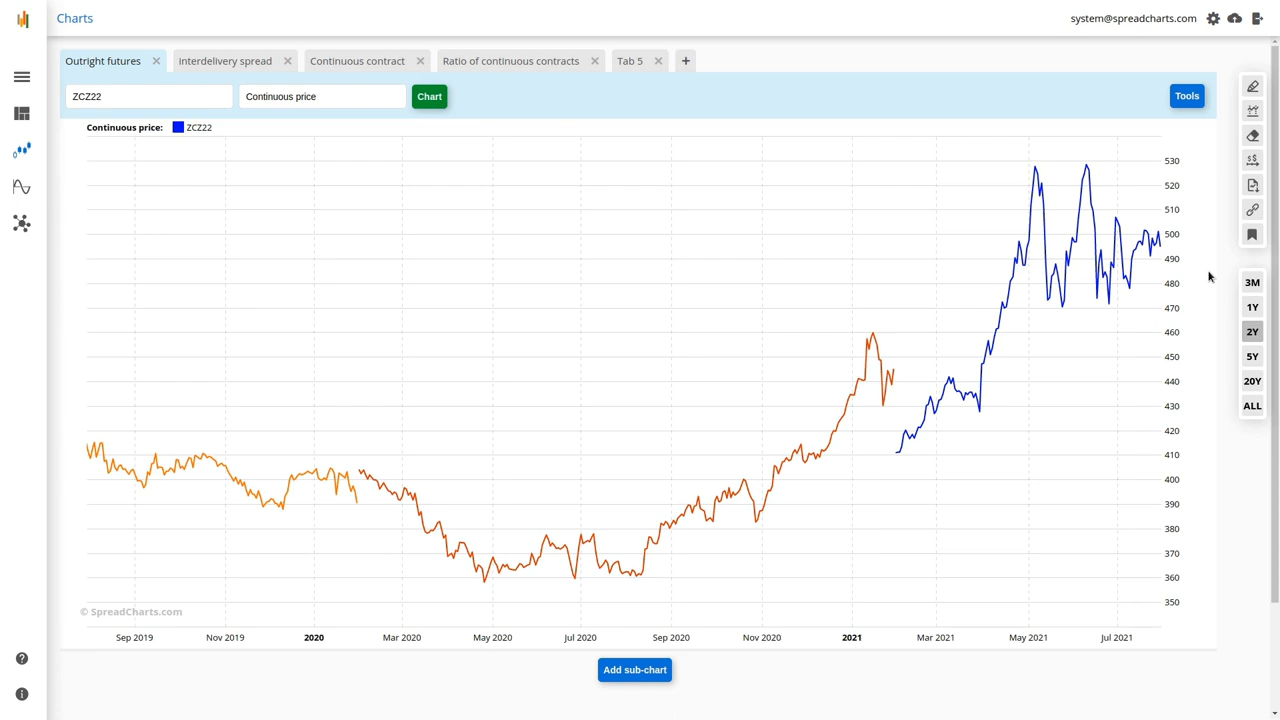 Charts
system@spreadcharts.com
Outright futures
Interdelivery spread
Continuous contract
Ratio of continuous contracts
Tab 5
+
ZCZ22
Continuous price
Chart
Tools
Continuous price: ZCZ22
530
520
510
500
490
480
470
460
450
440
430
420
410
400
390
380
370
360
350
3M
1Y
2Y
5Y
20Y
ALL
© SpreadCharts.com
Sep 2019 Nov 2019 2020 Mar 2020 May 2020 Jul 2020 Sep 2020 Nov 2020 2021 Mar 2021 May 2021 Jul 2021
Add sub-chart